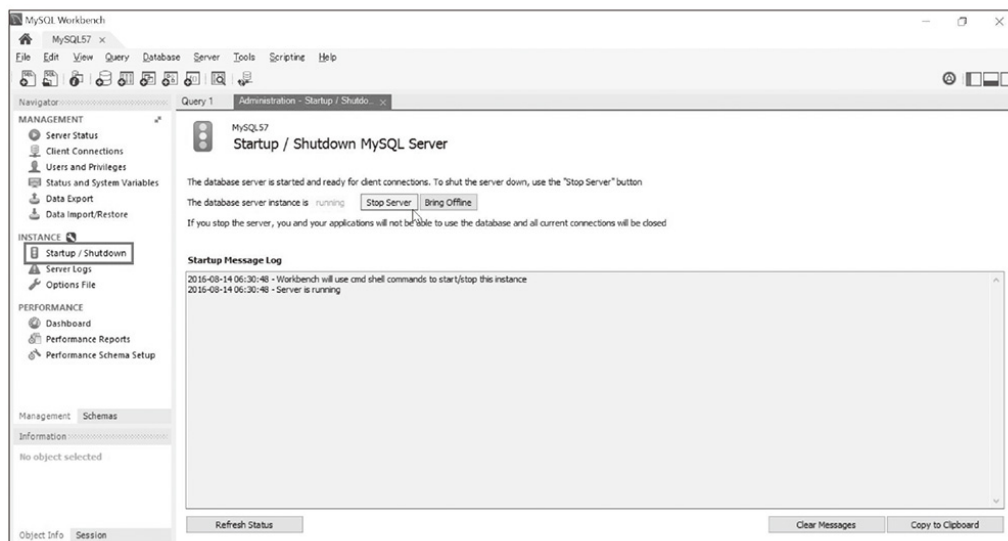 MySQL Workbench
MySQL57 ×
File Edit View Query Database Server Tools Scripting Help
Navigator
MANAGEMENT
Server Status
Client Connections
Users and Privileges
Status and System Variables
Data Export
Data Import/Restore
INSTANCE
Startup / Shutdown
Server Logs
Options File
PERFORMANCE
Dashboard
Performance Reports
Performance Schema Setup
Management Schemas
Information
No object selected
Object Info Session
Query 1 Administration - Startup / Shutdo.. ×
MySQL57
Startup / Shutdown MySQL Server
The database server is started and ready for client connections. To shut the server down, use the "Stop Server" button
The database server instance is running Stop Server Bring Offline
If you stop the server, you and your applications will not be able to use the database and all current connections will be closed
Startup Message Log
2016-08-14 06:30:48 - Workbench will use cmd shell commands to start/stop this instance
2016-08-14 06:30:48 - Server is running
Refresh Status Clear Messages Copy to Clipboard